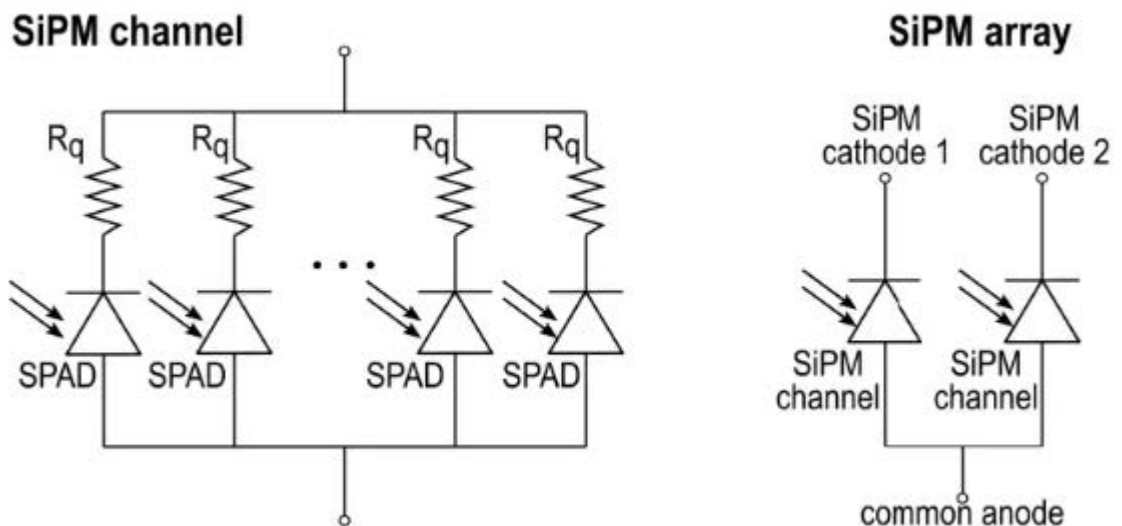 SiPM channel
SiPM array
Rq
Rq
Rq
Rq
SPAD
SPAD
SPAD
SPAD
SiPM
cathode 1
SiPM
cathode 2
SiPM
channel
SiPM
channel
common anode